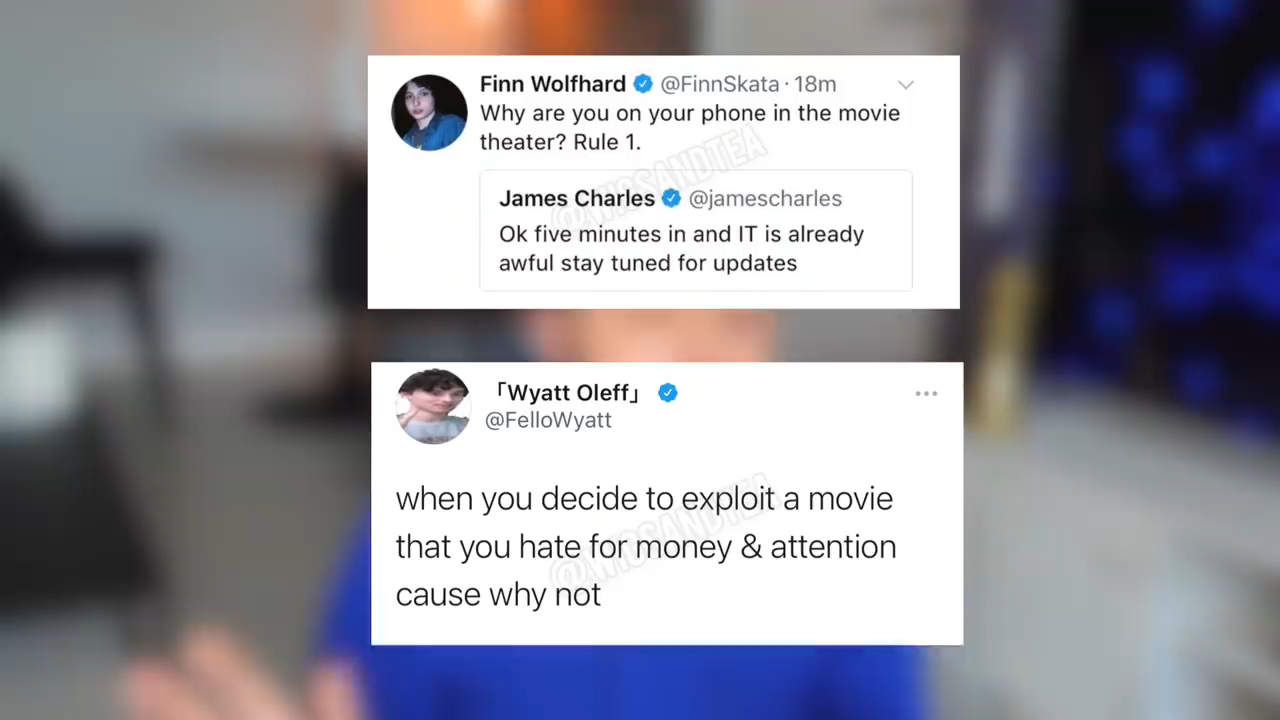 Finn Wolfhard @FinnSkata · 18m
Why are you on your phone in the movie
theater? Rule 1.
James Charles @jamescharles
Ok five minutes in and IT is already
awful stay tuned for updates
「Wyatt Oleff」
@FelloWyatt
when you decide to exploit a movie
that you hate for money & attention
cause why not